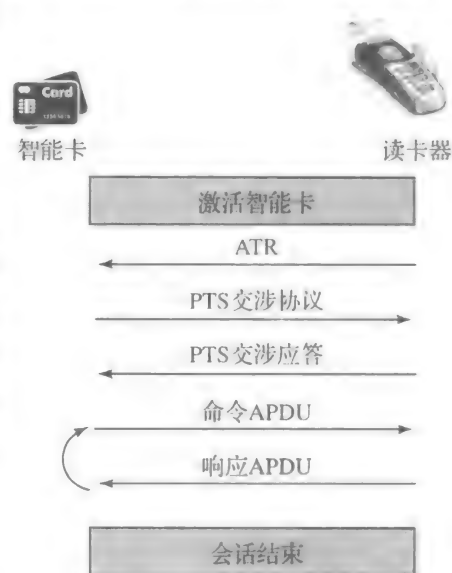 Card
智能卡
读卡器
激活智能卡
ATR
PTS交涉协议
PTS交涉应答
命令APDU
响应APDU
会话结束